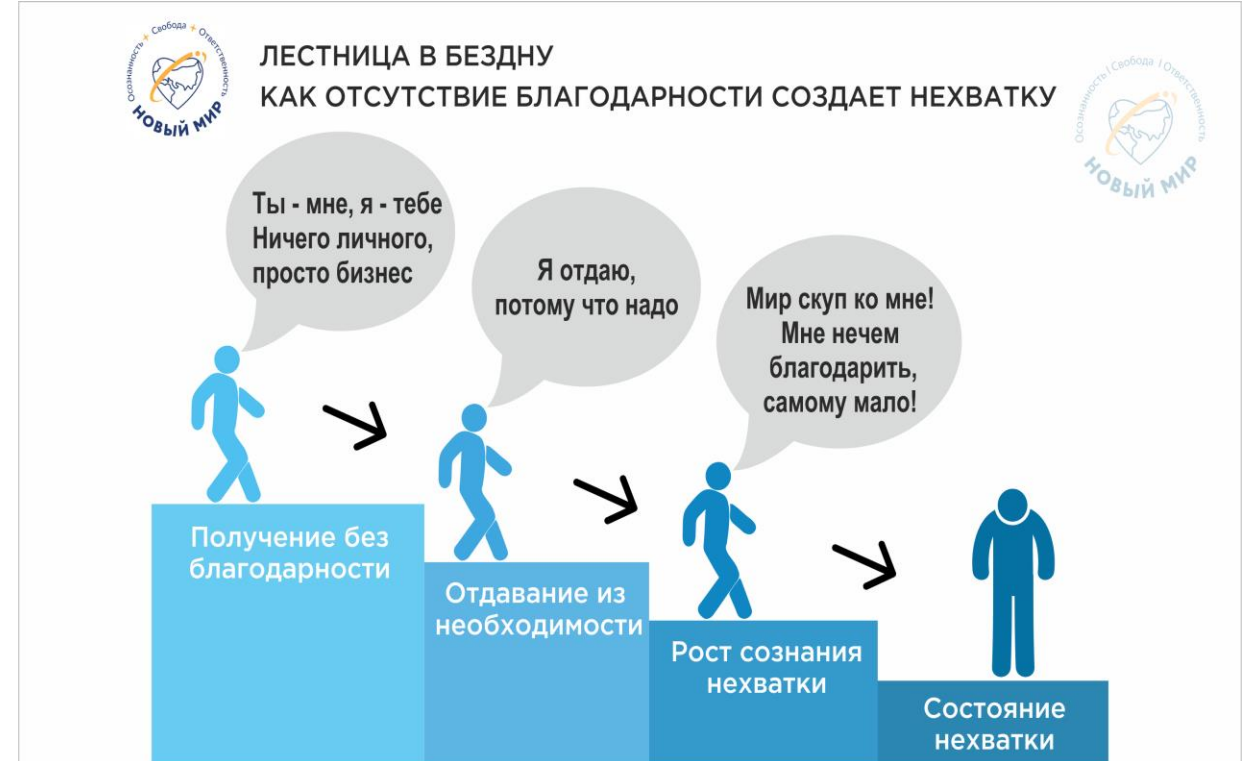 Осознанность + Свобода + Ответственность
НОВЫЙ МИР
ЛЕСТНИЦА В БЕЗДНУ
КАК ОТСУТСТВИЕ БЛАГОДАРНОСТИ СОЗДАЕТ НЕХВАТКУ
Осознанность | Свобода | Ответственность
НОВЫЙ МИР
Ты - мне, я - тебе
Ничего личного,
просто бизнес
Я отдаю,
потому что надо
Мир скуп ко мне!
Мне нечем
благодарить,
самому мало!
Получение без
благодарности
Отдавание из
необходимости
Рост сознания
нехватки
Состояние
нехватки